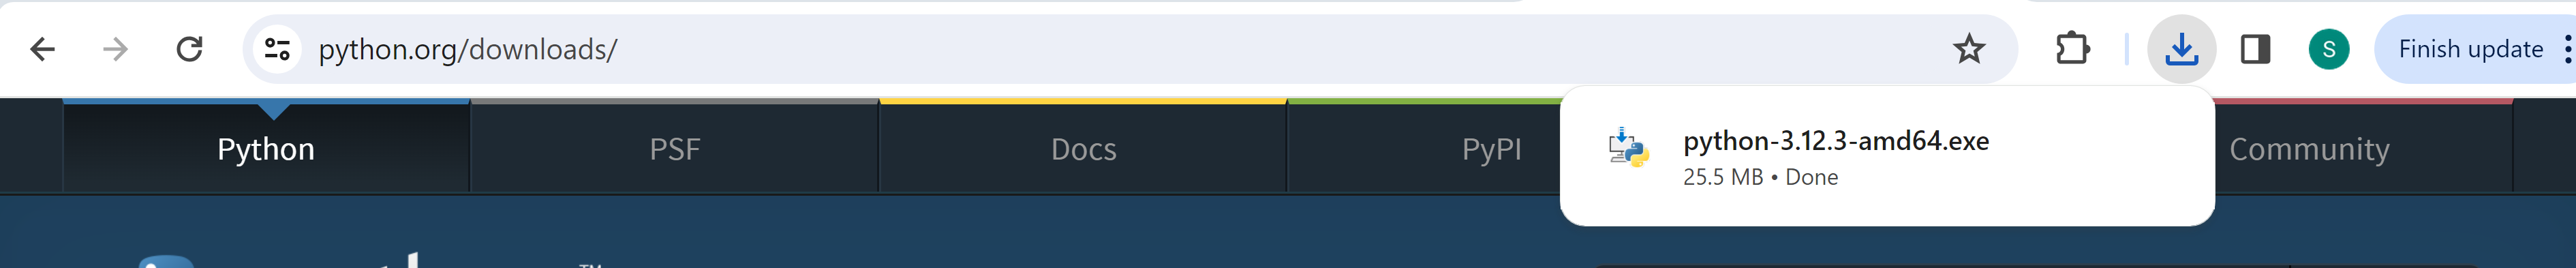 python.org/downloads/
S
Finish update
Python
PSF
Docs
PyPI
python-3.12.3-amd64.exe
25.5 MB • Done
Community
TM